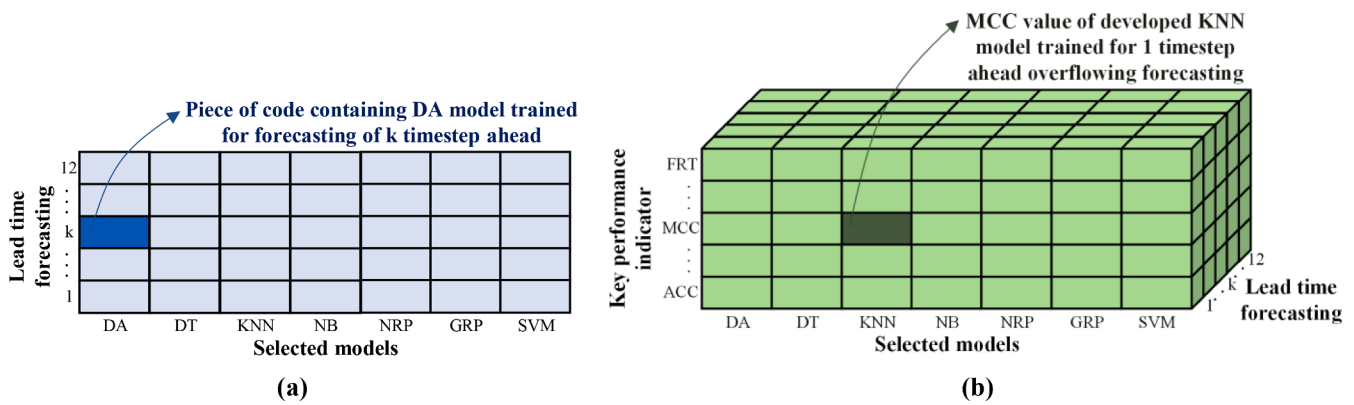 Piece of code containing DA model trained
for forecasting of k timestep ahead
Lead time
forecasting
12
⋮
k
⋮
1
DA DT KNN NB NRP GRP SVM
Selected models
(a)
MCC value of developed KNN
model trained for 1 timestep
ahead overflowing forecasting
Key performance
indicator
FRT
⋮
MCC
⋮
ACC
DA DT KNN NB NRP GRP SVM
Selected models
1 . . k . . 12
Lead time
forecasting
(b)